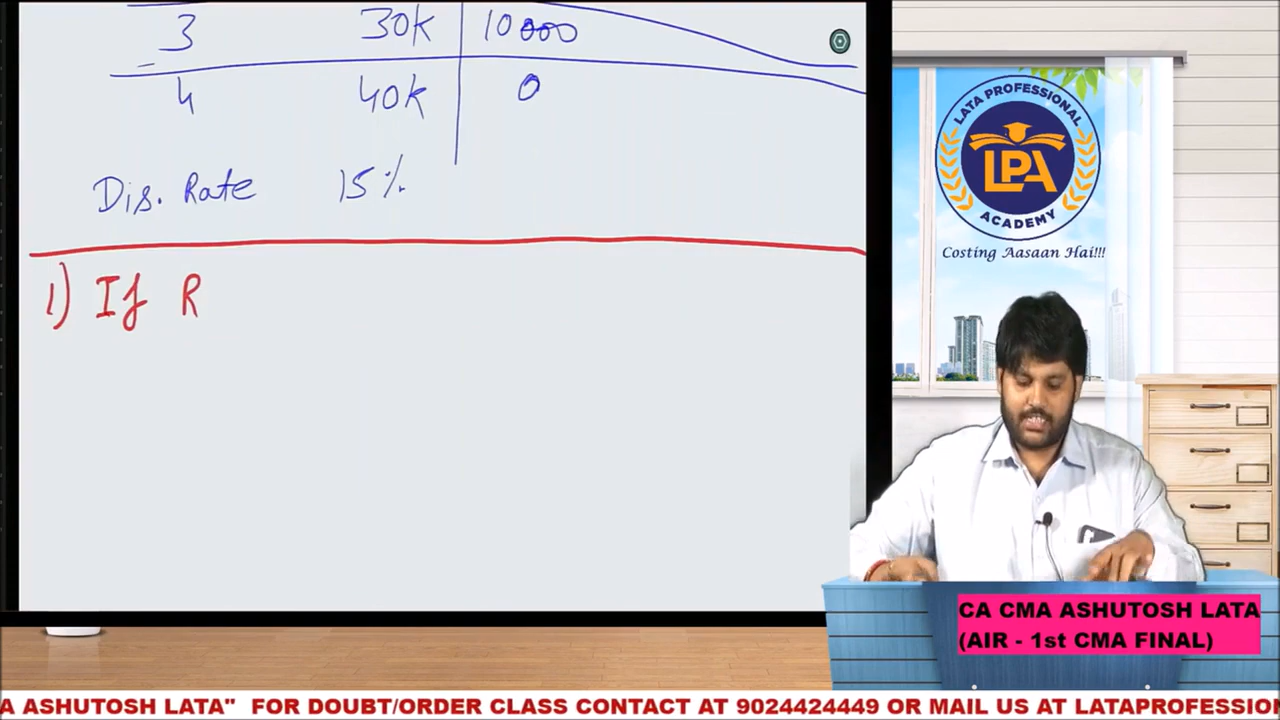 3 30k 10000
4 40k 0
Dis. Rate 15%
1) If R
LATA PROFESSIONAL
LPA
ACADEMY
Costing Aasaan Hai!!!
CA CMA ASHUTOSH LATA
(AIR - 1st CMA FINAL)
A ASHUTOSH LATA" FOR DOUBT/ORDER CLASS CONTACT AT 9024424449 OR MAIL US AT LATAPROFESSIO